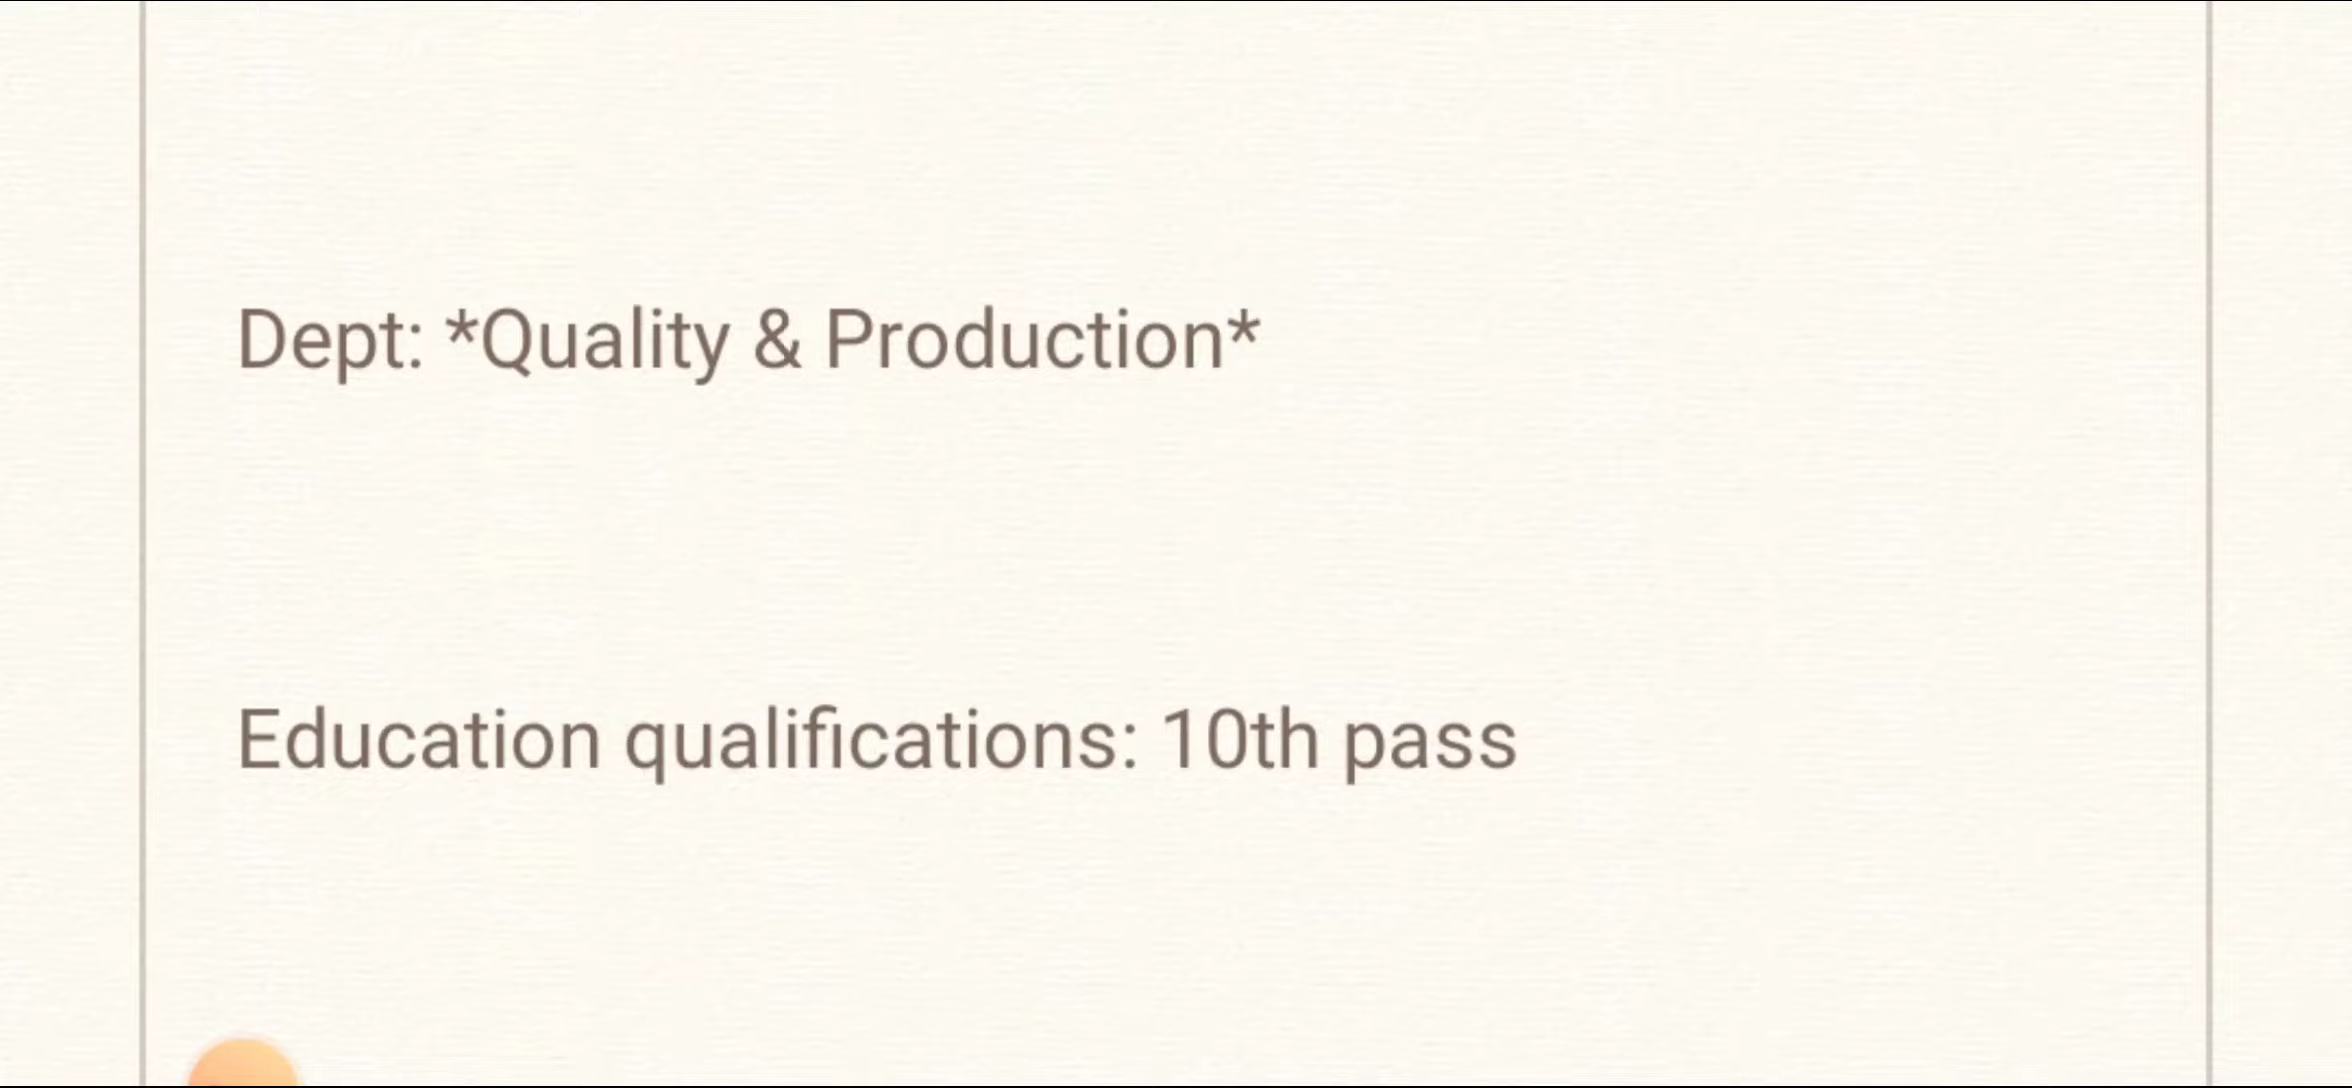 Dept: *Quality & Production*
Education qualifications: 10th pass